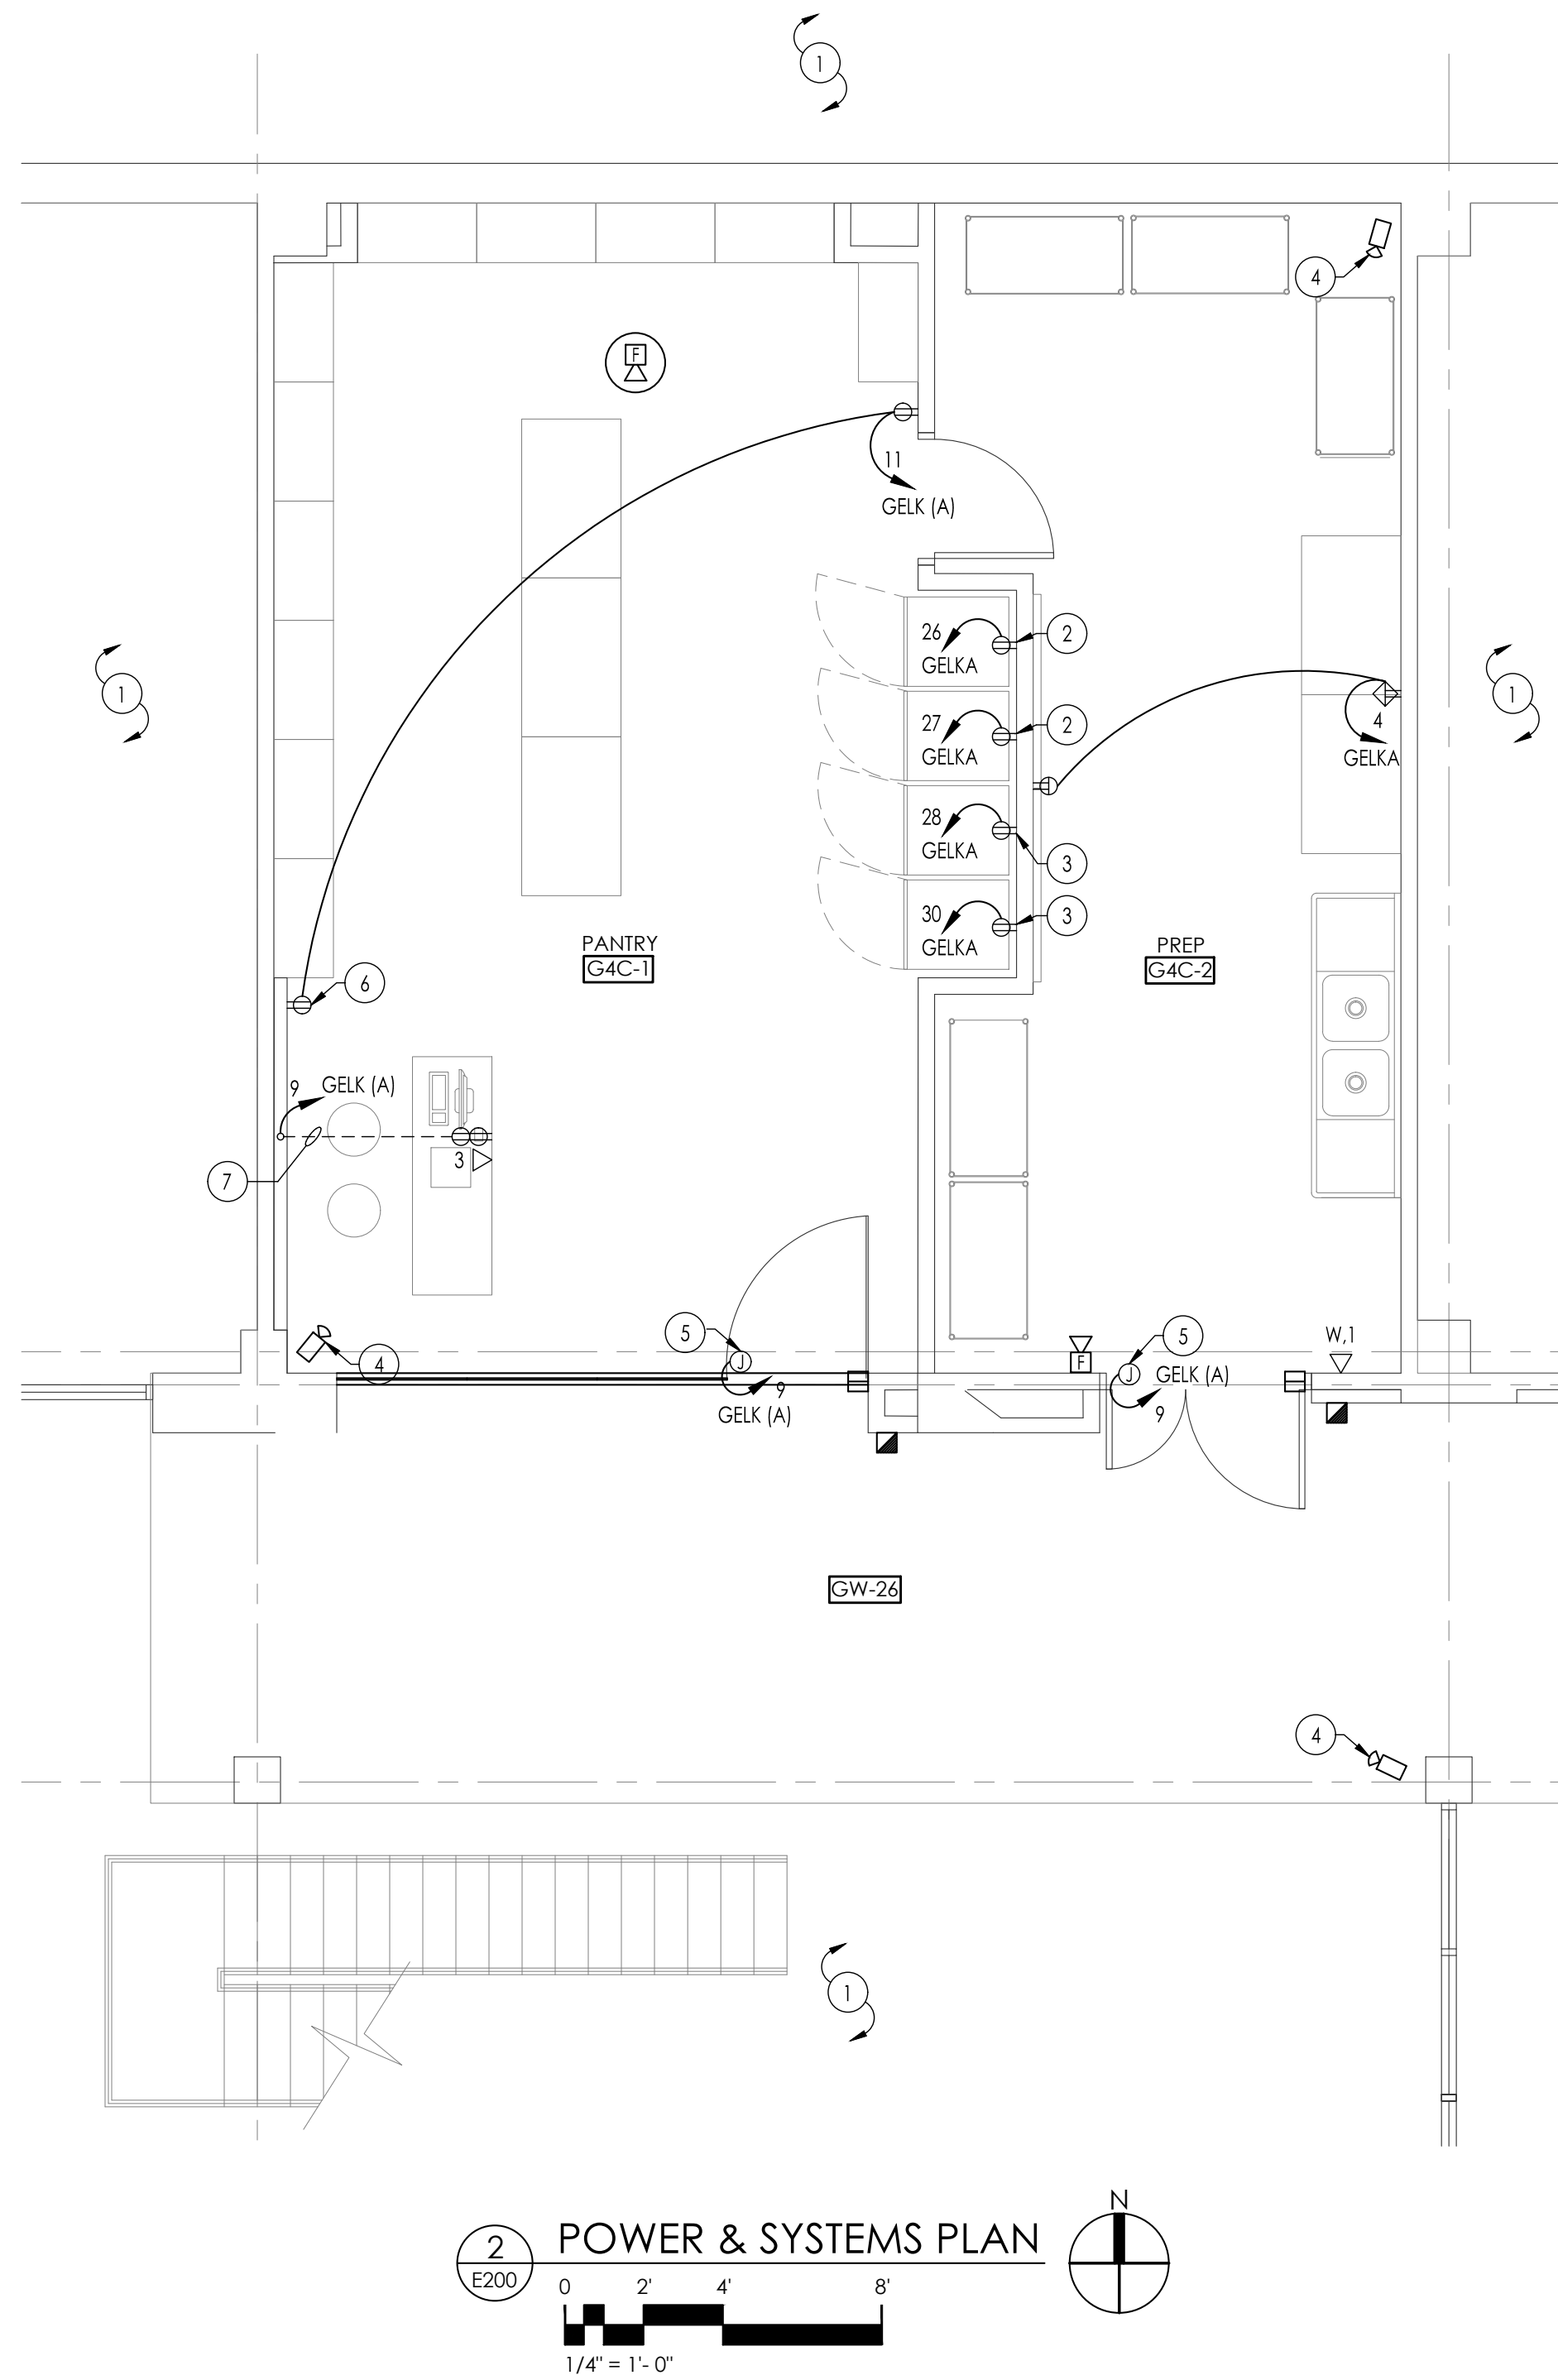 1
4
F
11
GELK (A)
26
GELKA
2
1
1
27
GELKA
2
4
GELKA
28
GELKA
3
30
GELKA
3
PANTRY
G4C-1
PREP
G4C-2
6
9 GELK (A)
3
7
5
J
9
GELK (A)
4
F
5
J
GELK (A)
9
W,1
GW-26
4
1
2
E200
POWER & SYSTEMS PLAN
N
0 2' 4' 8'
1/4" = 1'- 0"